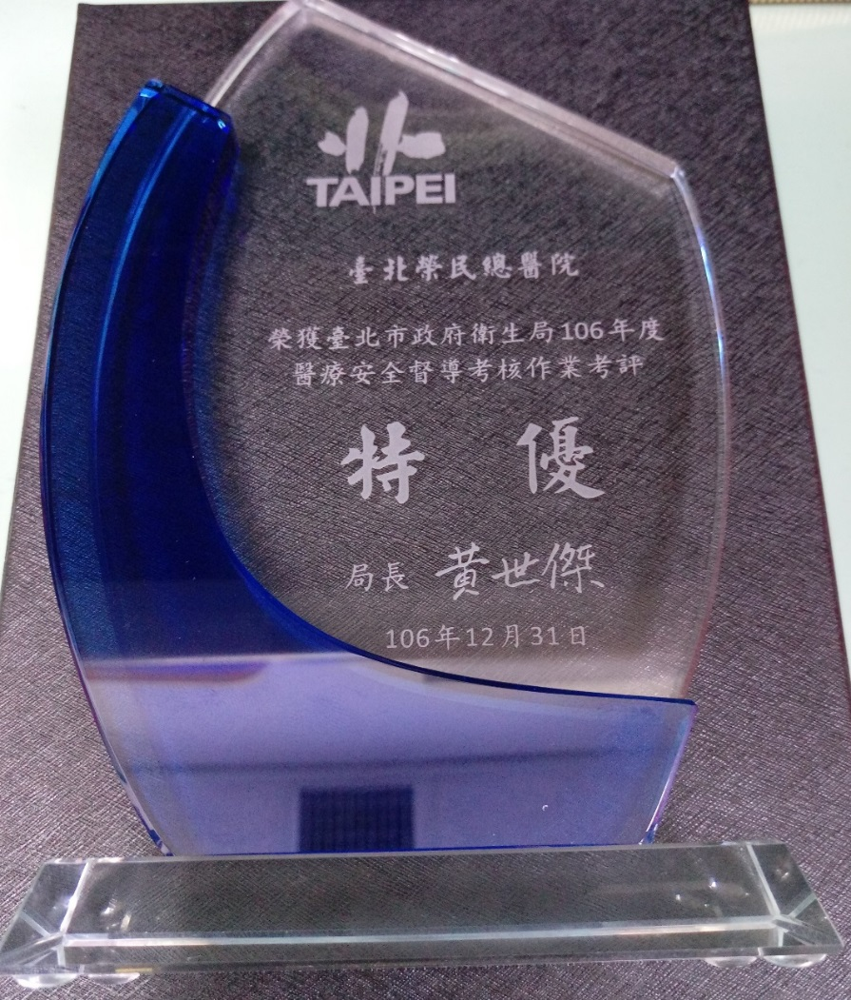 北
TAIPEI
臺北榮民總醫院
榮獲臺北市政府衛生局106年度
醫療安全督導考核作業考評
特 優
局長 黃世傑
106年12月31日